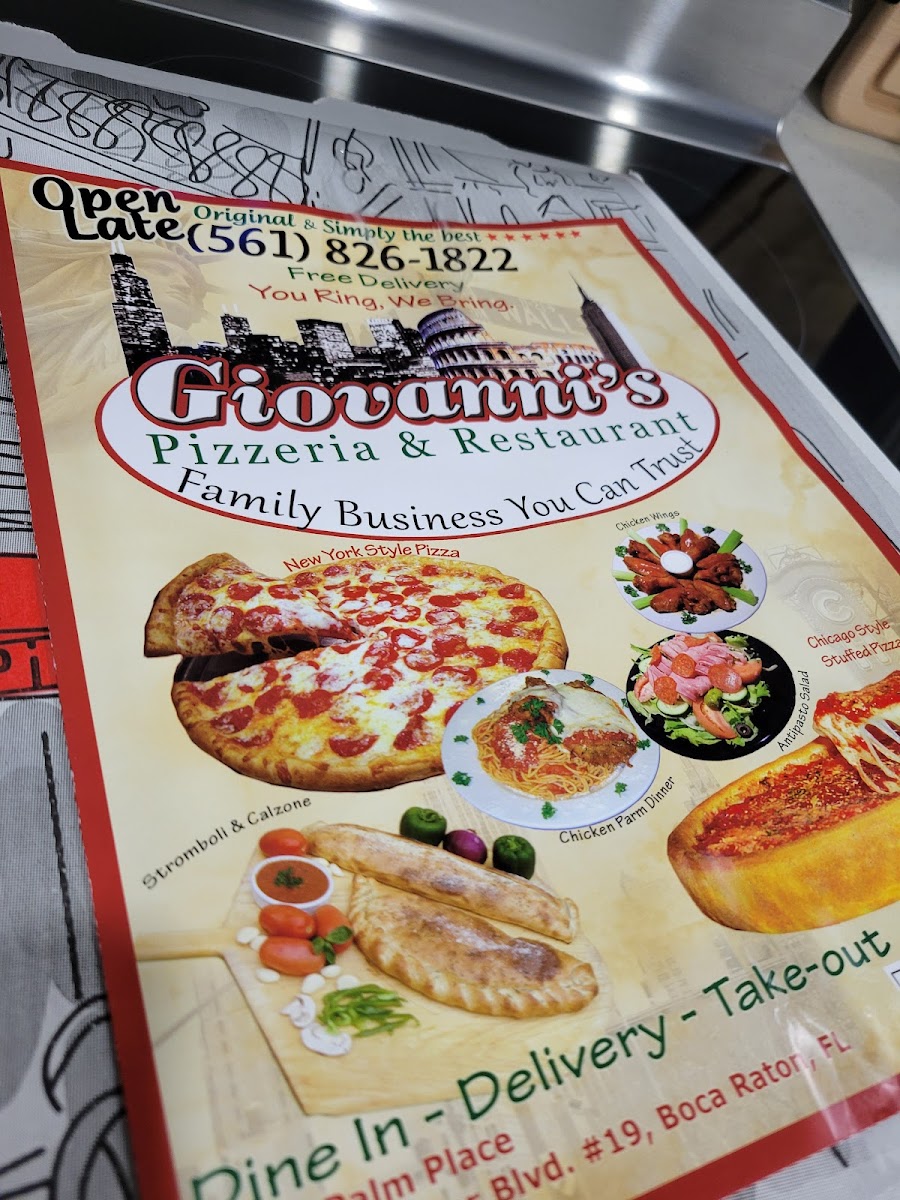 Open
Late
Original & Simply the best
(561) 826-1822
Free Delivery
You Ring, We Bring.
Giovanni's
Pizzeria & Restaurant
Family Business You Can Trust
New York Style Pizza
Chicken Wings
Chicago Style
Stuffed Pizza
Antipasto Salad
Chicken Parm Dinner
Stromboli & Calzone
Dine In - Delivery - Take-out
Palm Place
Blvd. #19, Boca Raton, FL